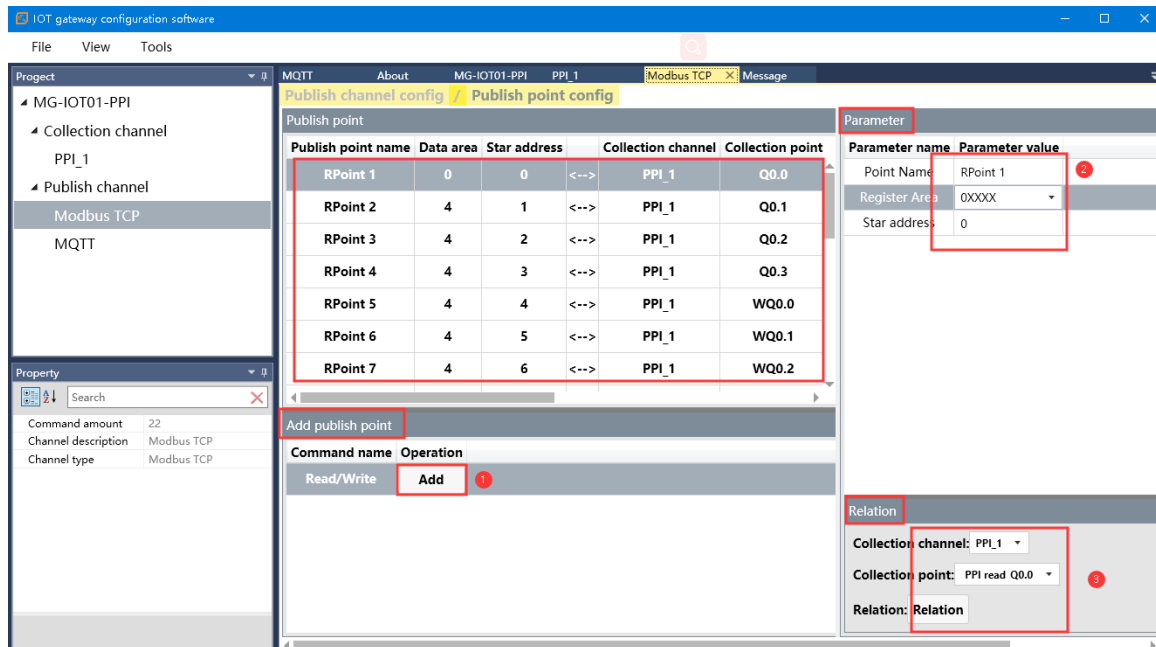 IOT gateway configuration software
File View Tools
Progect
MG-IOT01-PPI
Collection channel
PPI_1
Publish channel
Modbus TCP
MQTT
Property
Search
Command amount 22
Channel description Modbus TCP
Channel type Modbus TCP
MQTT About MG-IOT01-PPI PPI_1 Modbus TCP Message
Publish channel config / Publish point config
Publish point
Publish point name Data area Star address Collection channel Collection point
RPoint 1 0 0 <--> PPI_1 Q0.0
RPoint 2 4 1 <--> PPI_1 Q0.1
RPoint 3 4 2 <--> PPI_1 Q0.2
RPoint 4 4 3 <--> PPI_1 Q0.3
RPoint 5 4 4 <--> PPI_1 WQ0.0
RPoint 6 4 5 <--> PPI_1 WQ0.1
RPoint 7 4 6 <--> PPI_1 WQ0.2
Add publish point
Command name Operation
Read/Write Add 1
Parameter
Parameter name Parameter value
Point Name RPoint 1 2
Register Area 0XXXX
Star address 0
Relation
Collection channel: PPI_1
Collection point: PPI read Q0.0 3
Relation: Relation